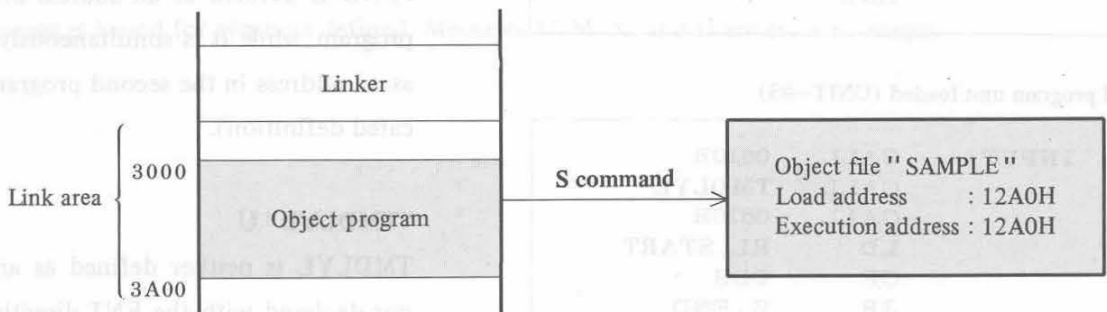 Linker
3000
Link area
Object program
3A00
S command
Object file "SAMPLE"
Load address : 12A0H
Execution address : 12A0H